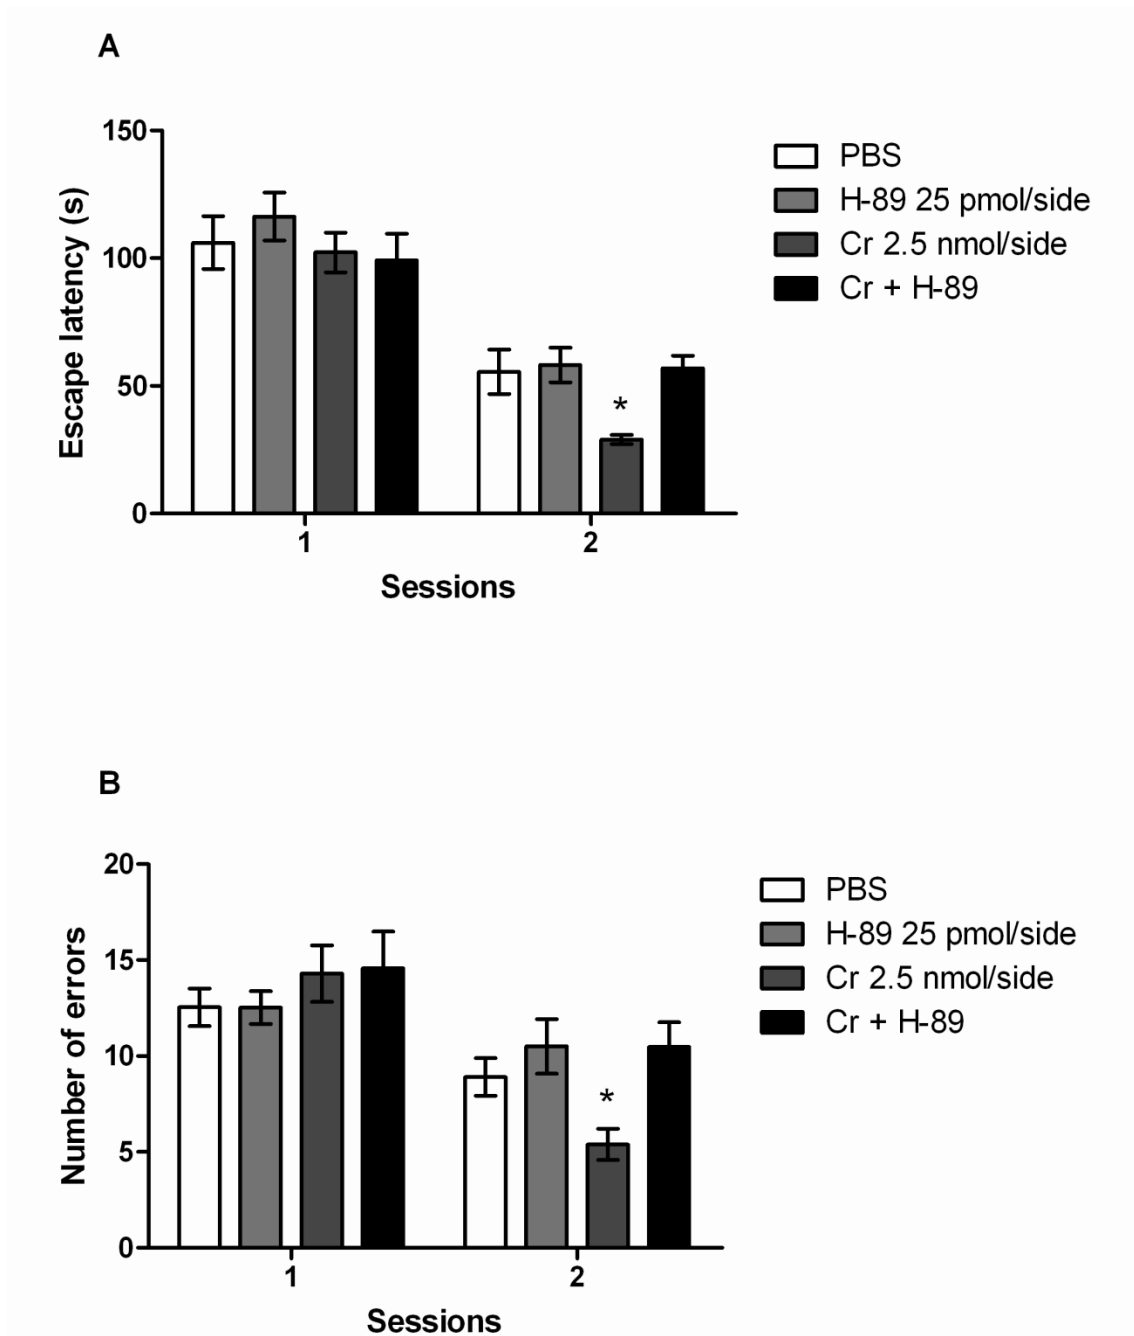 A
150
100
50
0
Escape latency (s)
1
2
Sessions
PBS
H-89 25 pmol/side
Cr 2.5 nmol/side
Cr + H-89
*
B
20
15
10
5
0
Number of errors
1
2
Sessions
PBS
H-89 25 pmol/side
Cr 2.5 nmol/side
Cr + H-89
*